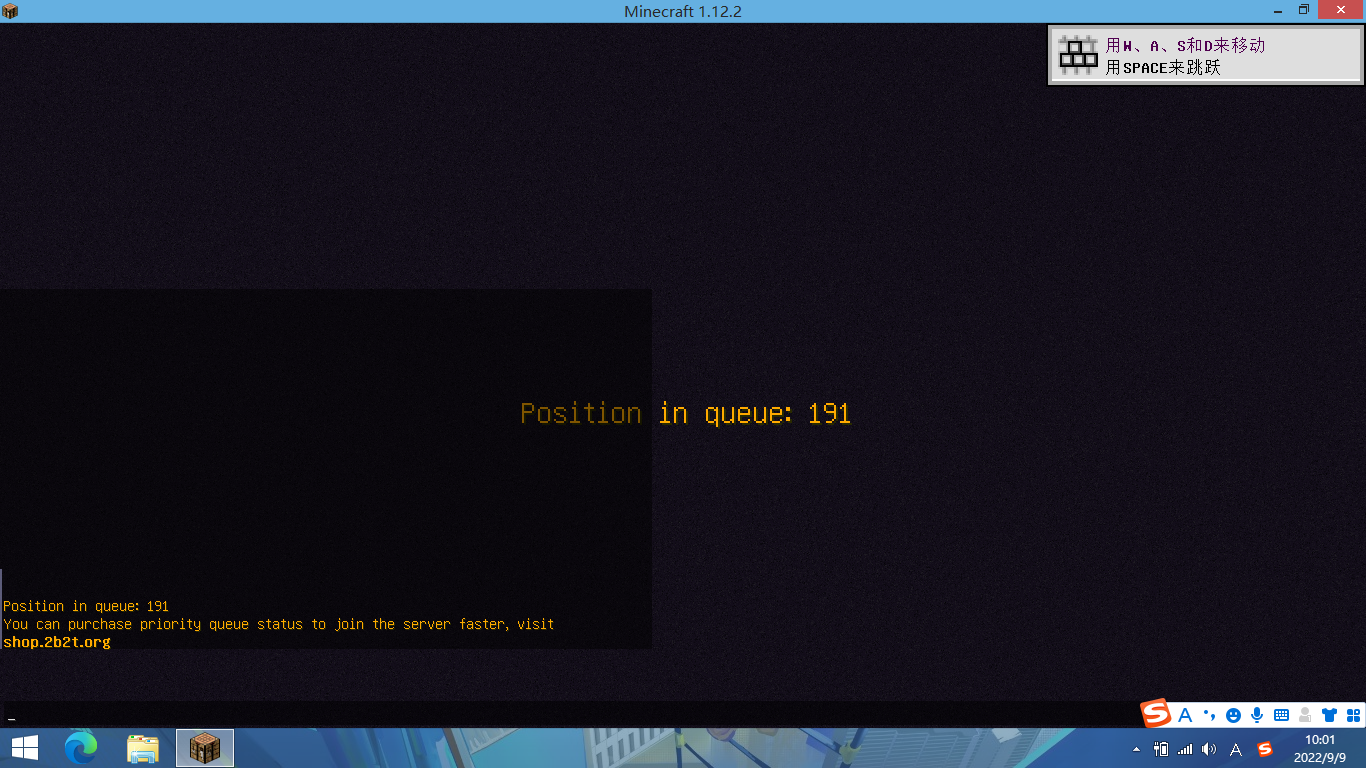 Minecraft 1.12.2
用W、A、S和D来移动
用SPACE来跳跃
Position in queue: 191
Position in queue: 191
You can purchase priority queue status to join the server faster, visit
shop.2b2t.org
_
S A
A S
10:01
2022/9/9